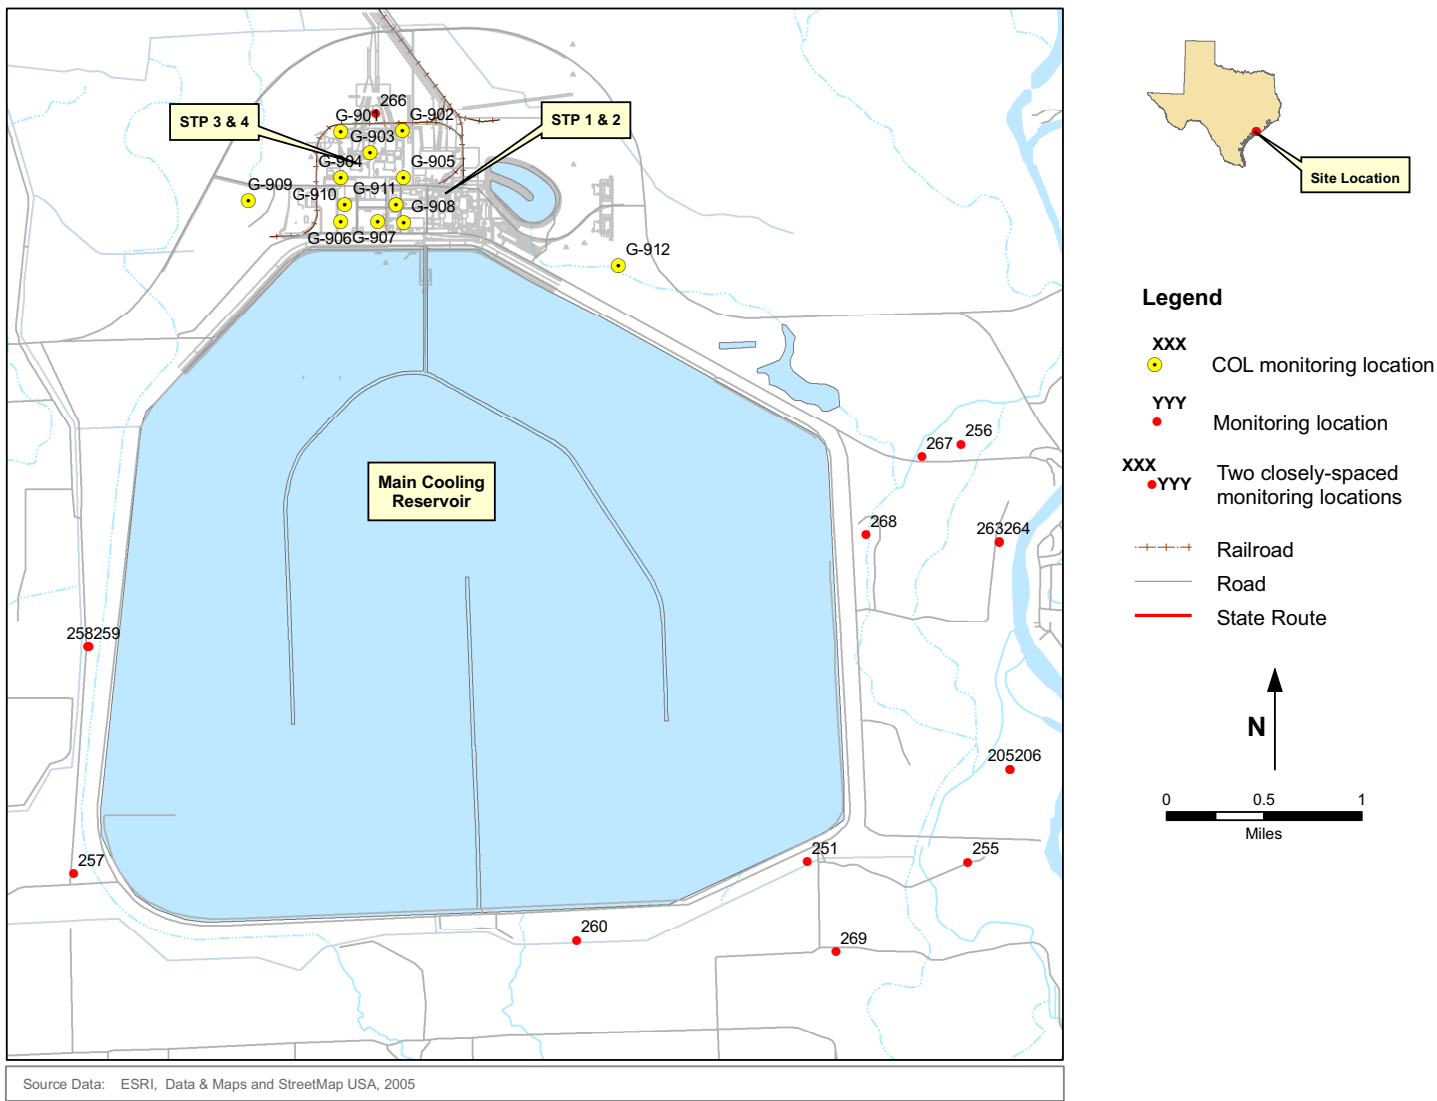 266
G-901
G-902
STP 3 & 4
STP 1 & 2
G-903
G-904
G-905
G-909
G-910
G-911
G-908
G-906
G-907
G-912
Main Cooling
Reservoir
267
256
268
263264
258259
205206
257
251
255
260
269
Site Location
Legend
XXX
COL monitoring location
YYY
Monitoring location
XXX
YYY
Two closely-spaced
monitoring locations
Railroad
Road
State Route
N
0 0.5 1
Miles
Source Data: ESRI, Data & Maps and StreetMap USA, 2005